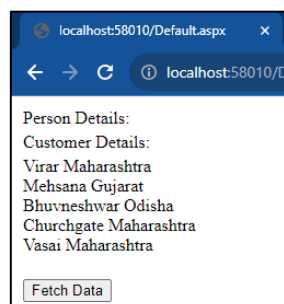 localhost:58010/Default.aspx
localhost:58010/D
Person Details:
Customer Details:
Virar Maharashtra
Mehsana Gujarat
Bhuvneshwar Odisha
Churchgate Maharashtra
Vasai Maharashtra
Fetch Data